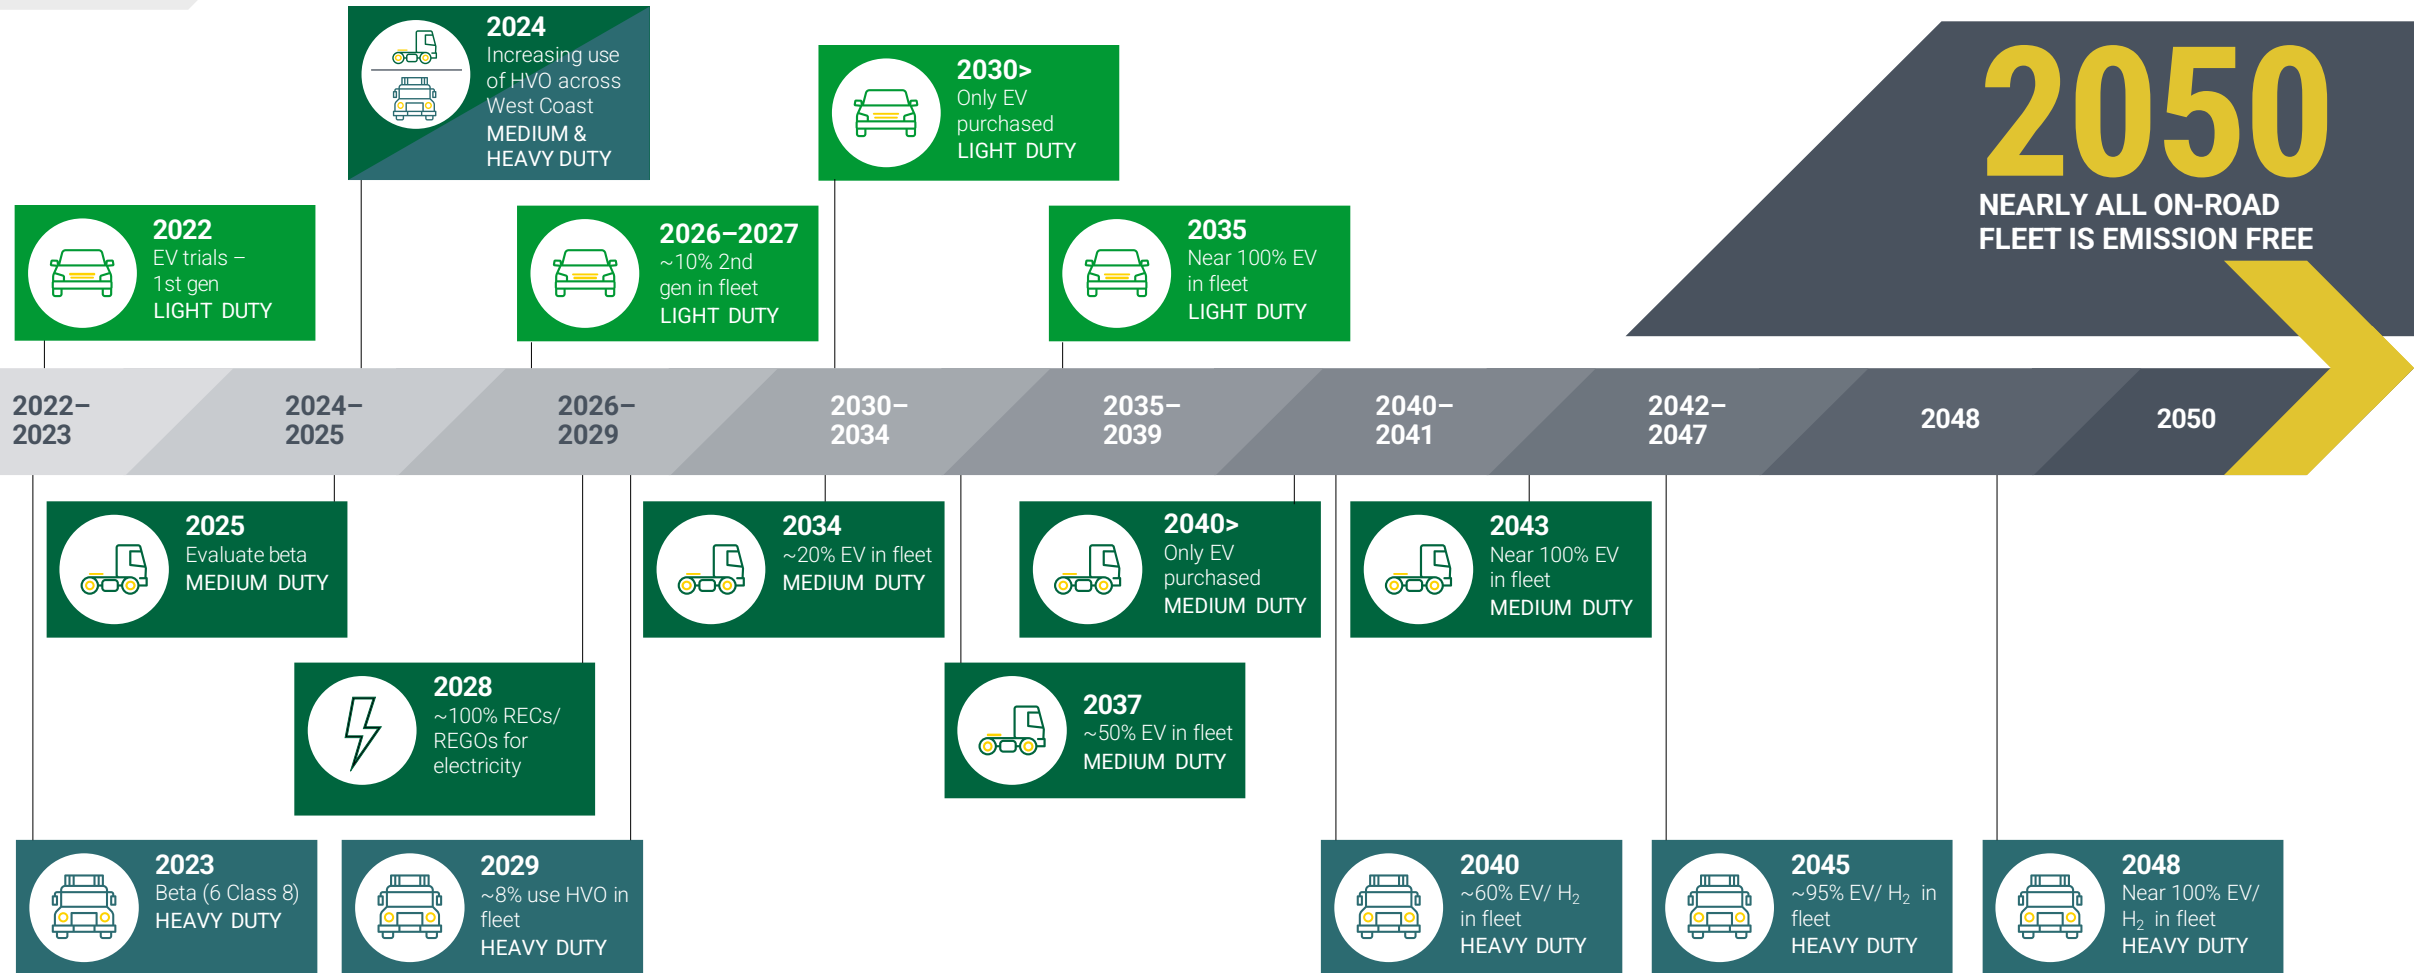 2024
Increasing use
of HVO across
West Coast
MEDIUM &
HEAVY DUTY
2030>
Only EV
purchased
LIGHT DUTY
2050
NEARLY ALL ON-ROAD
FLEET IS EMISSION FREE
2022
EV trials –
1st gen
LIGHT DUTY
2026–2027
~10% 2nd
gen in fleet
LIGHT DUTY
2035
Near 100% EV
in fleet
LIGHT DUTY
2022–
2023
2024–
2025
2026–
2029
2030–
2034
2035–
2039
2040–
2041
2042–
2047
2048
2050
2025
Evaluate beta
MEDIUM DUTY
2034
~20% EV in fleet
MEDIUM DUTY
2040>
Only EV
purchased
MEDIUM DUTY
2043
Near 100% EV
in fleet
MEDIUM DUTY
2028
~100% RECs/
REGOs for
electricity
2037
~50% EV in fleet
MEDIUM DUTY
2023
Beta (6 Class 8)
HEAVY DUTY
2029
~8% use HVO in
fleet
HEAVY DUTY
2040
~60% EV/ H₂
in fleet
HEAVY DUTY
2045
~95% EV/ H₂ in
fleet
HEAVY DUTY
2048
Near 100% EV/
H₂ in fleet
HEAVY DUTY